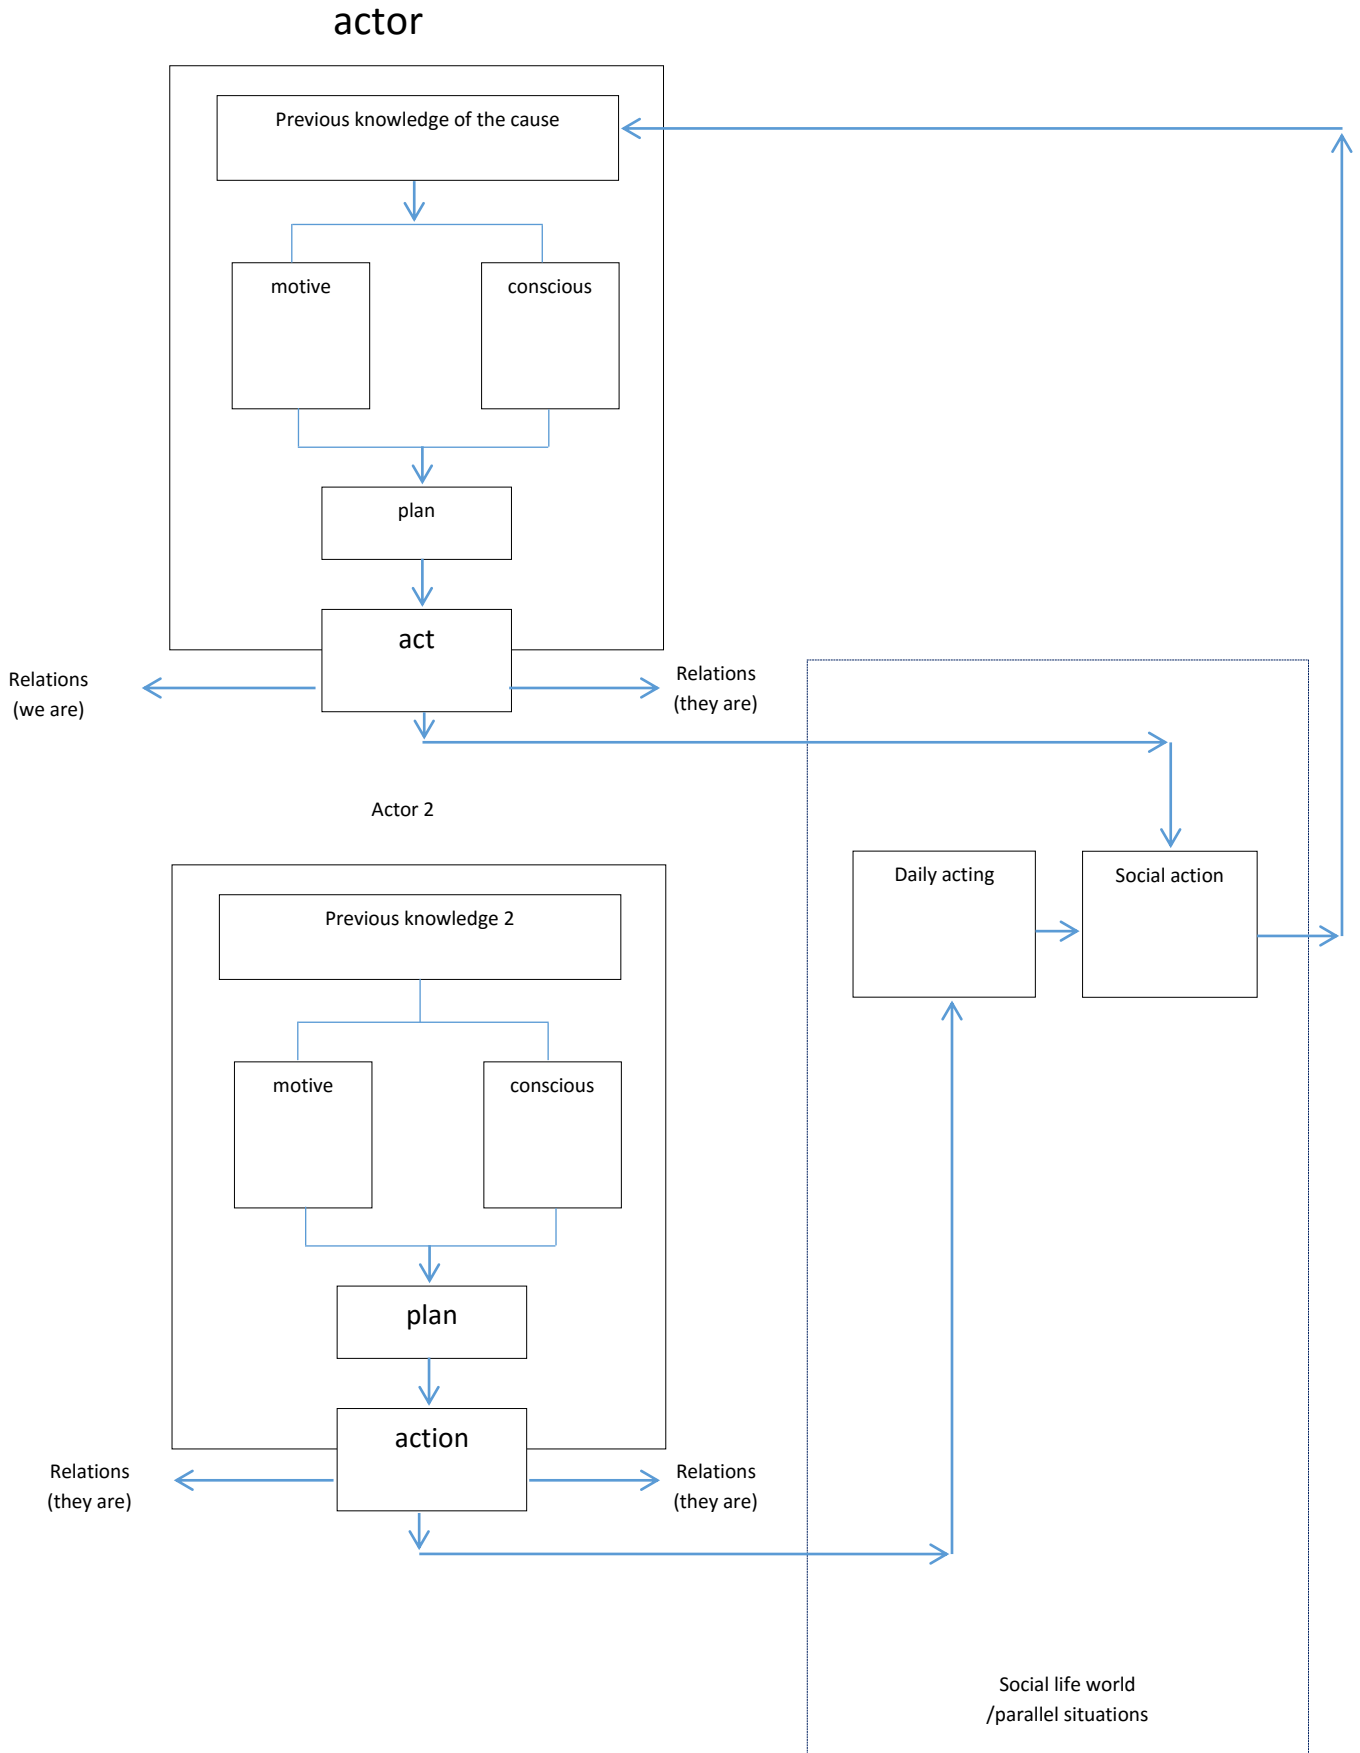 actor
Previous knowledge of the cause
motive
conscious
plan
act
Relations
(we are)
Relations
(they are)
Actor 2
Daily acting
Social action
Previous knowledge 2
motive
conscious
plan
action
Relations
(they are)
Relations
(they are)
Social life world
/parallel situations